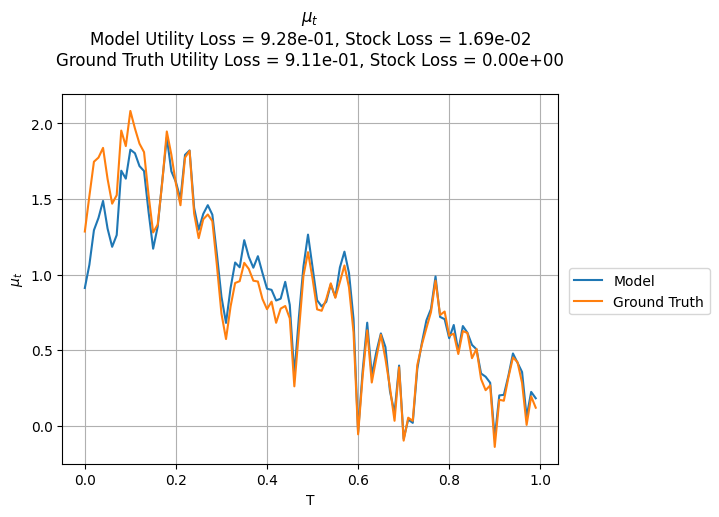 μ_t
Model Utility Loss = 9.28e-01, Stock Loss = 1.69e-02
Ground Truth Utility Loss = 9.11e-01, Stock Loss = 0.00e+00
2.0
1.5
1.0
0.5
0.0
μ_t
0.0 0.2 0.4 0.6 0.8 1.0
T
Model
Ground Truth